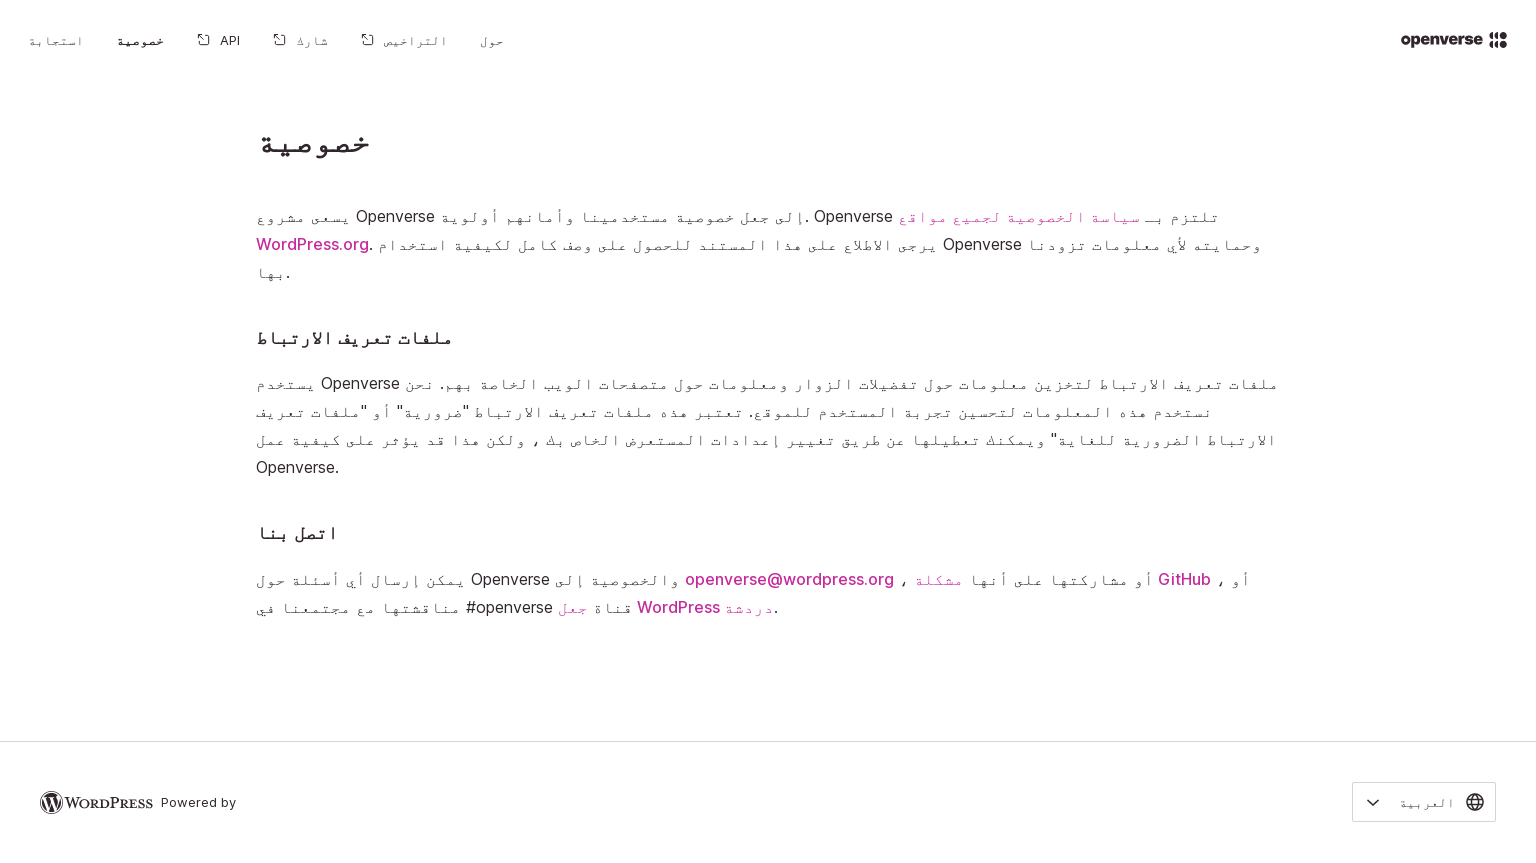 openverse
حول
التراخيص
شارك
API
خصوصية
استجابة
خصوصية
يسعى مشروع Openverse إلى جعل خصوصية مستخدمينا وأمانهم أولوية. Openverse تلتزم بـ سياسة الخصوصية لجميع مواقع
WordPress.org. يرجى الاطلاع على هذا المستند للحصول على وصف كامل لكيفية استخدام Openverse وحمايته لأي معلومات تزودنا
بها.
ملفات تعريف الارتباط
يستخدم Openverse ملفات تعريف الارتباط لتخزين معلومات حول تفضيلات الزوار ومعلومات حول متصفحات الويب الخاصة بهم. نحن
نستخدم هذه المعلومات لتحسين تجربة المستخدم للموقع. تعتبر هذه ملفات تعريف الارتباط "ضرورية" أو "ملفات تعريف
الارتباط الضرورية للغاية" ويمكنك تعطيلها عن طريق تغيير إعدادات المستعرض الخاص بك ، ولكن هذا قد يؤثر على كيفية عمل
Openverse.
اتصل بنا
يمكن إرسال أي أسئلة حول Openverse والخصوصية إلى openverse@wordpress.org ، أو مشاركتها على أنها مشكلة GitHub ، أو
مناقشتها مع مجتمعنا في #openverse قناة جعل WordPress دردشة.
العربية
Powered by WordPress